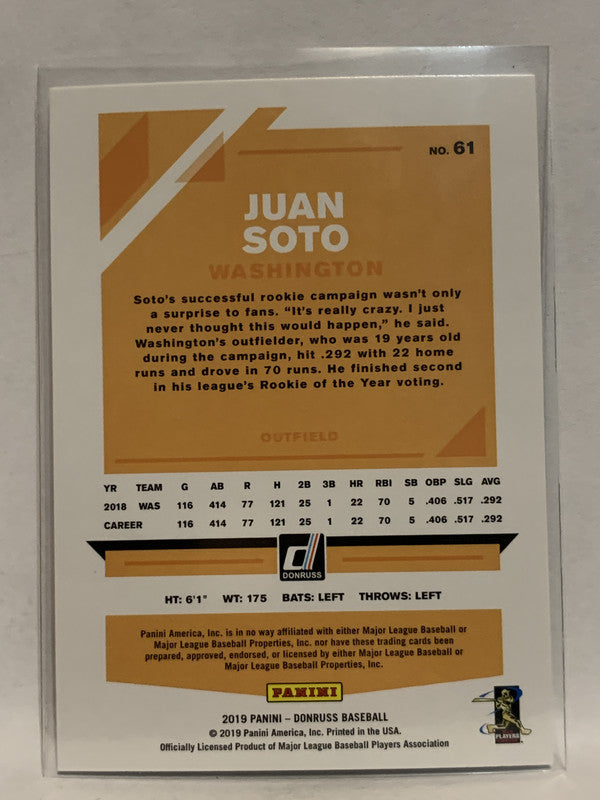 NO. 61
JUAN
SOTO
WASHINGTON
Soto's successful rookie campaign wasn't only
a surprise to fans. "It's really crazy. I just
never thought this would happen," he said.
Washington's outfielder, who was 19 years old
during the campaign, hit .292 with 22 home
runs and drove in 70 runs. He finished second
in his league's Rookie of the Year voting.
OUTFIELD
YR TEAM G AB R H 2B 3B HR RBI SB OBP SLG AVG
2018 WAS 116 414 77 121 25 1 22 70 5 .406 .517 .292
CAREER 116 414 77 121 25 1 22 70 5 .406 .517 .292
d
DONRUSS
HT: 6'1" WT: 175 BATS: LEFT THROWS: LEFT
Panini America, Inc. is in no way affiliated with either Major League Baseball or
Major League Baseball Properties, Inc. nor have these trading cards been
prepared, approved, endorsed, or licensed by either Major League Baseball or
Major League Baseball Properties, Inc.
PANINI
2019 PANINI – DONRUSS BASEBALL
© 2019 Panini America, Inc. Printed in the USA.
Officially Licensed Product of Major League Baseball Players Association
PLAYERS